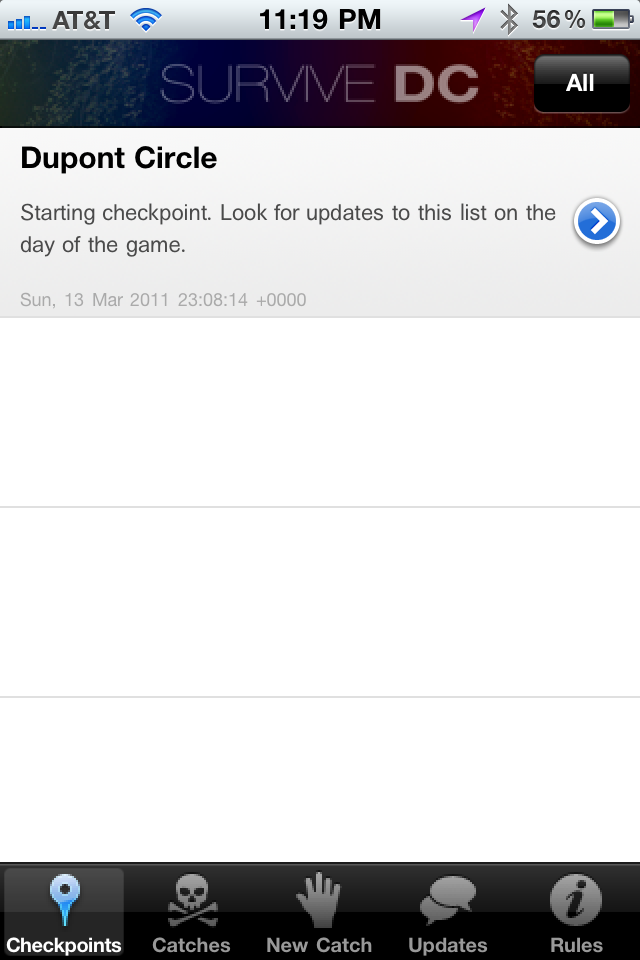 AT&T 11:19 PM 56%
SURVIVE DC All
Dupont Circle
Starting checkpoint. Look for updates to this list on the
day of the game.
Sun, 13 Mar 2011 23:08:14 +0000
Checkpoints Catches New Catch Updates Rules